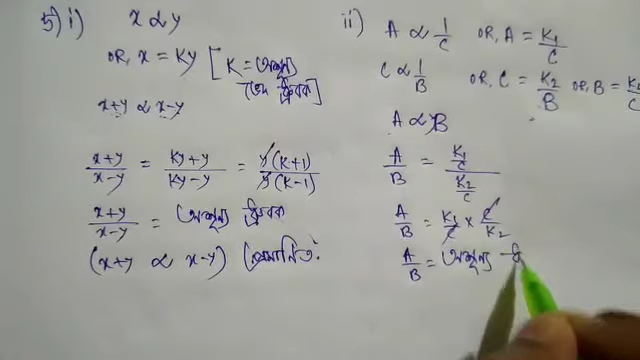 5) i) x ∝ y
OR, x = Ky [K = অশূন্য
ভেদ ধ্রুবক]
x+y ∝ x-y
x+y/x-y = Ky+y/Ky-y = y(K+1)/y(K-1)
x+y/x-y = অশূন্য ধ্রুবক
(x+y ∝ x-y) (প্রমানিত)
ii) A ∝ 1/C OR, A = K₁/C
C ∝ 1/B OR, C = K₂/B OR, B = K₂/C
A ∝ B
A/B = K₁/C / K₂/C
A/B = K₁/C × C/K₂
A/B = অশূন্য